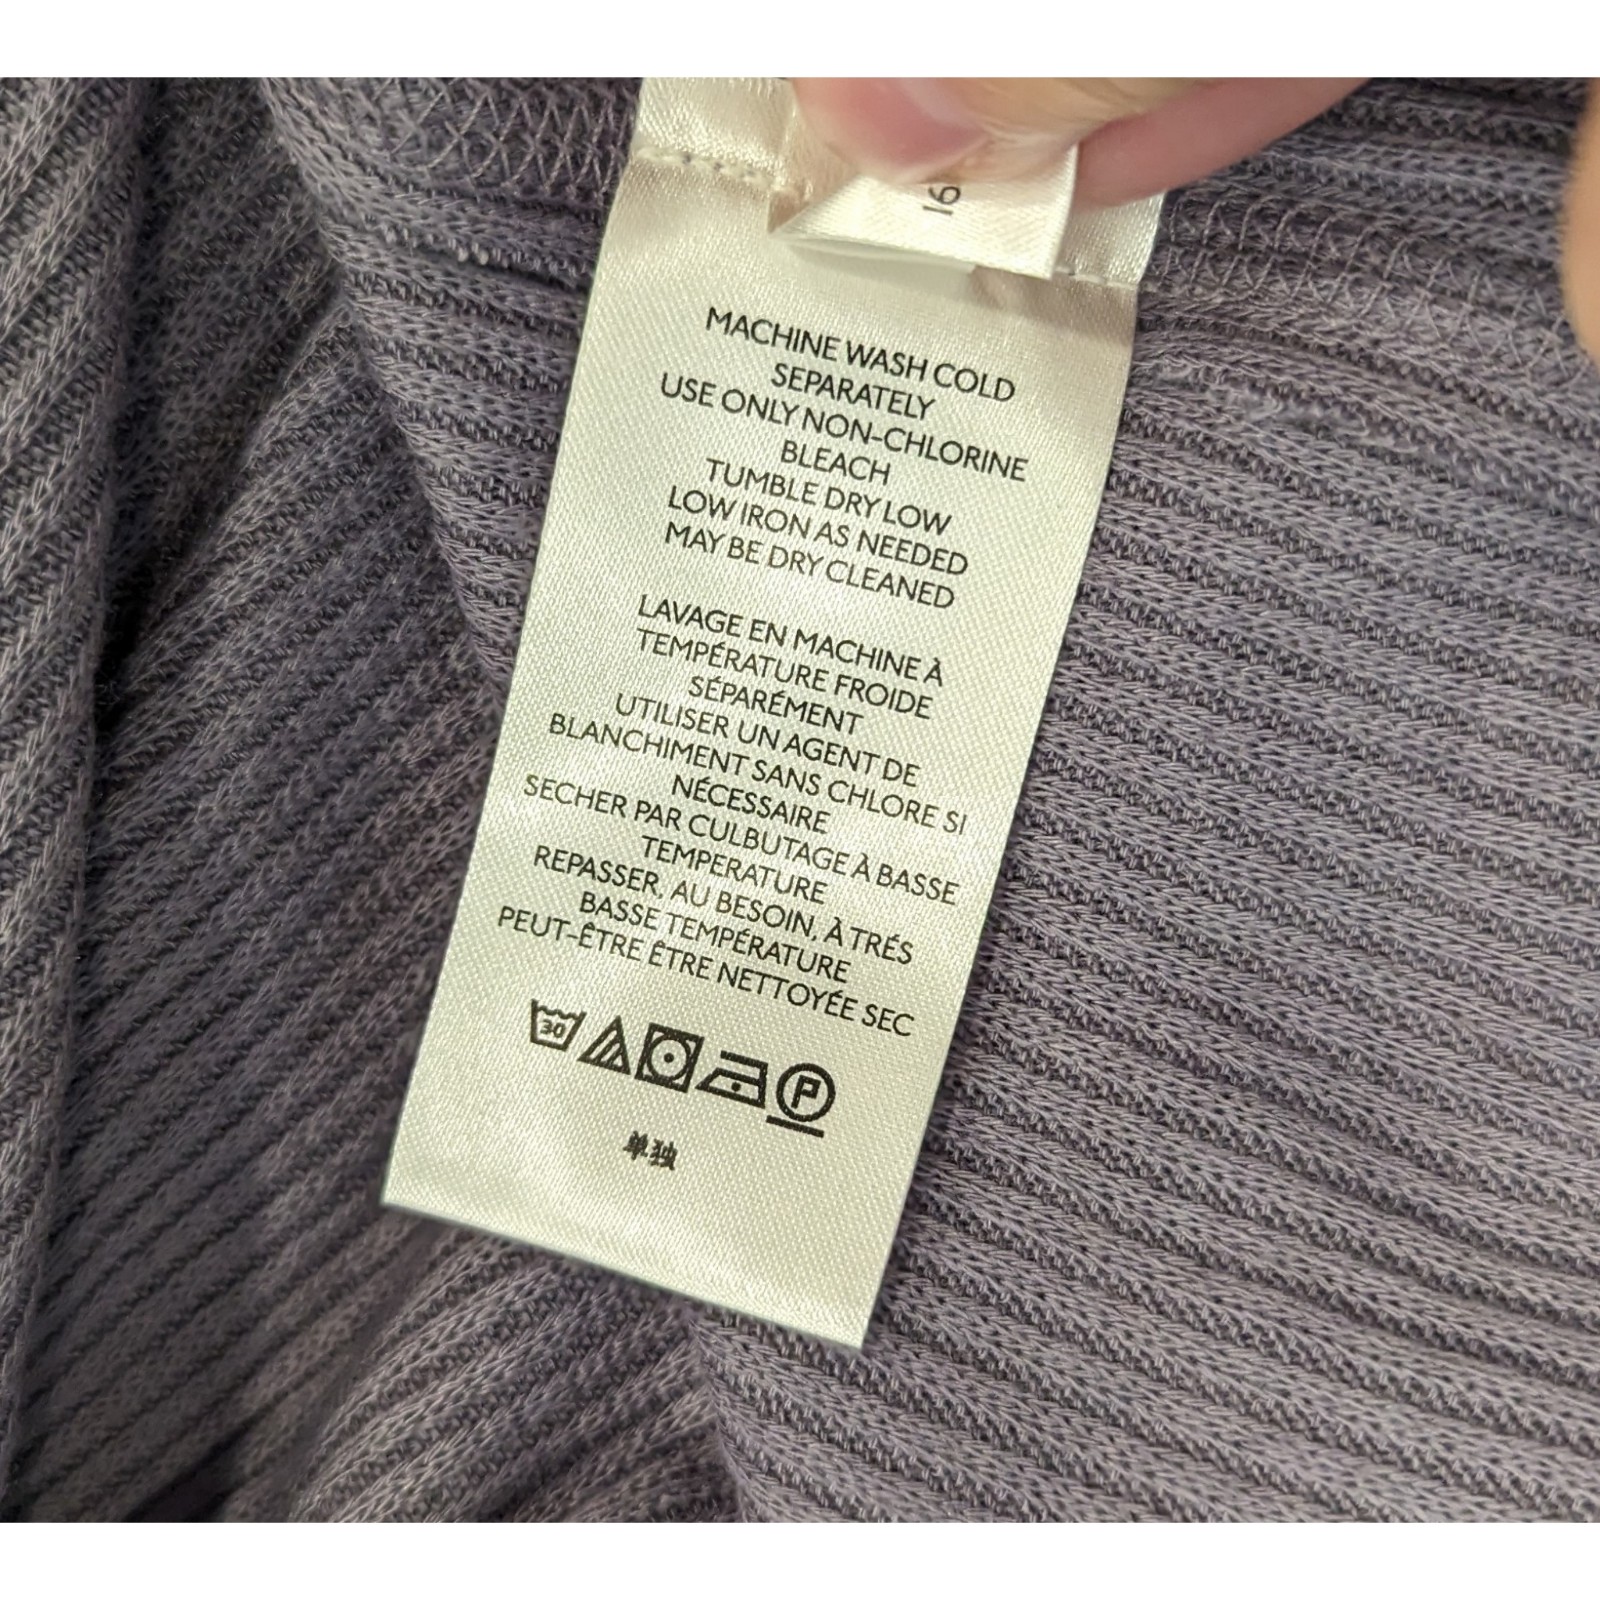 16
MACHINE WASH COLD
SEPARATELY
USE ONLY NON-CHLORINE
BLEACH
TUMBLE DRY LOW
LOW IRON AS NEEDED
MAY BE DRY CLEANED
LAVAGE EN MACHINE À
TEMPÉRATURE FROIDE
SÉPARÉMENT
UTILISER UN AGENT DE
BLANCHIMENT SANS CHLORE SI
NÉCESSAIRE
SECHER PAR CULBUTAGE À BASSE
TEMPERATURE
REPASSER, AU BESOIN, À TRÉS
BASSE TEMPÉRATURE
PEUT-ÊTRE ÊTRE NETTOYÉE SEC
30 P
单独